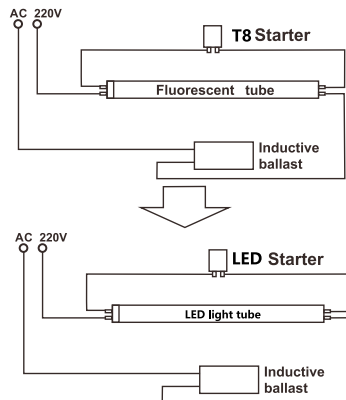 AC 220V
T8 Starter
Fluorescent tube
Inductive
ballast
AC 220V
LED Starter
LED light tube
Inductive
ballast